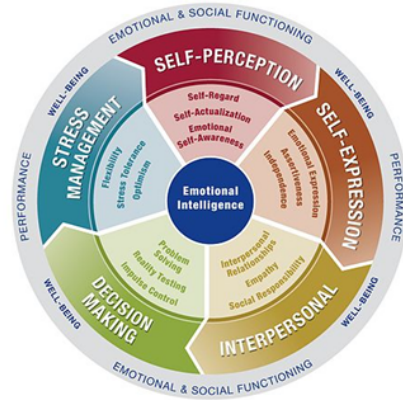 EMOTIONAL & SOCIAL FUNCTIONING
WELL-BEING
WELL-BEING
SELF-PERCEPTION
Self-Regard
Self-Actualization
Emotional
Self-Awareness
SELF-EXPRESSION
Emotional Expression
Assertiveness
Independence
PERFORMANCE
INTERPERSONAL
Interpersonal
Relationships
Empathy
Social Responsibility
WELL-BEING
DECISION
MAKING
Problem
Solving
Reality Testing
Impulse Control
WELL-BEING
STRESS
MANAGEMENT
Flexibility
Stress Tolerance
Optimism
PERFORMANCE
Emotional
Intelligence
EMOTIONAL & SOCIAL FUNCTIONING